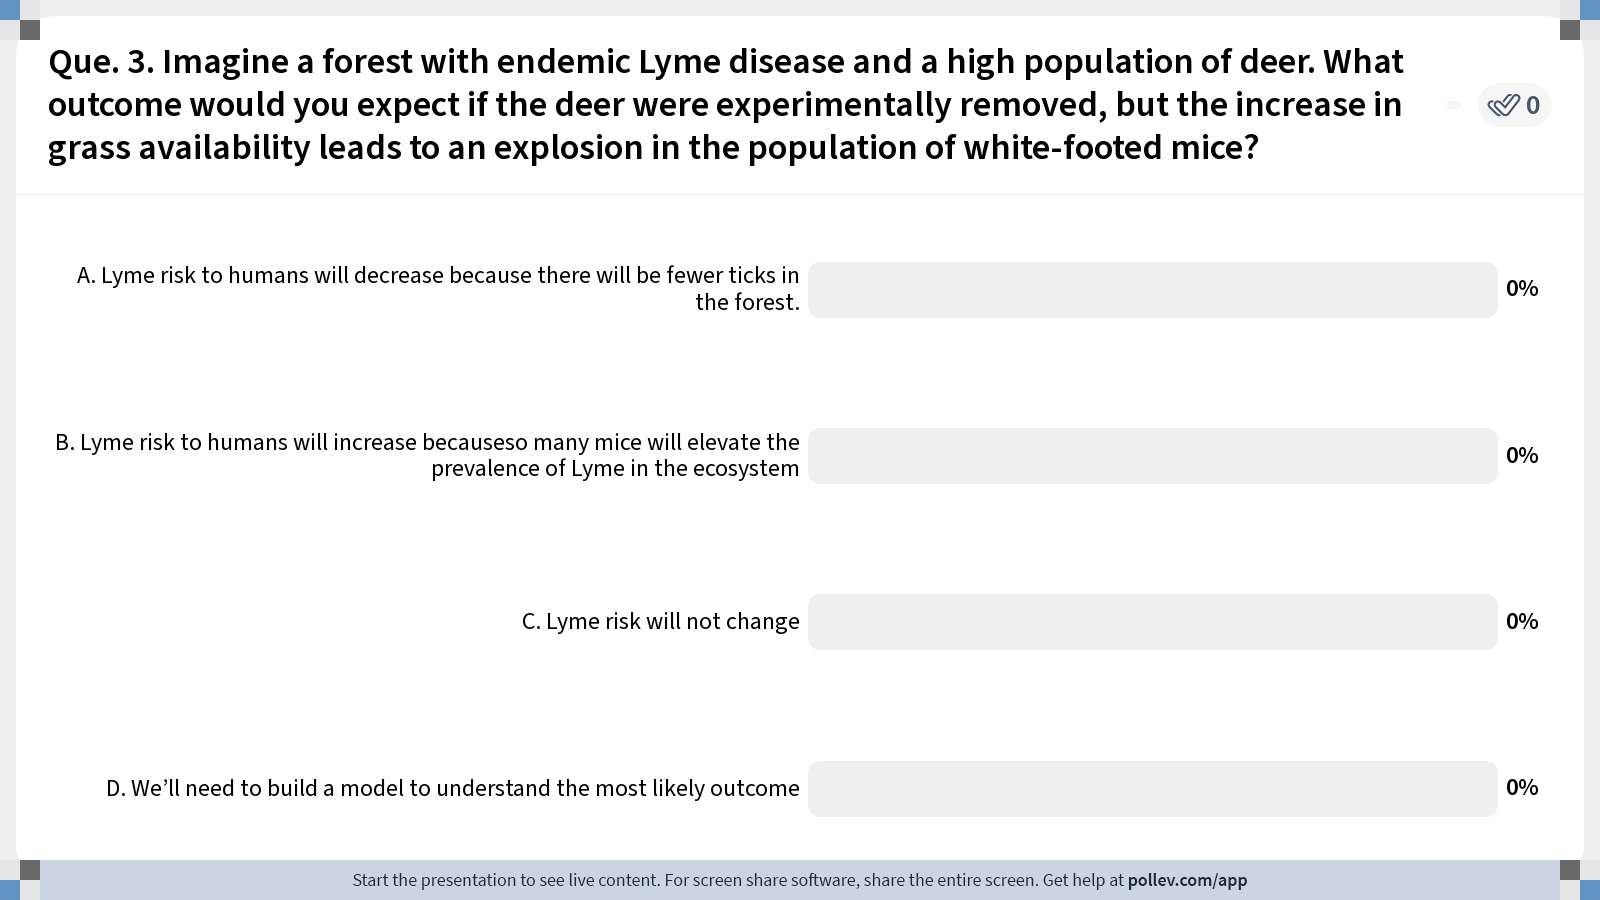 Que. 3. Imagine a forest with endemic Lyme disease and a high population of deer. What
outcome would you expect if the deer were experimentally removed, but the increase in
grass availability leads to an explosion in the population of white-footed mice?
0
A. Lyme risk to humans will decrease because there will be fewer ticks in
the forest.
0%
B. Lyme risk to humans will increase becauseso many mice will elevate the
prevalence of Lyme in the ecosystem
0%
C. Lyme risk will not change
0%
D. We’ll need to build a model to understand the most likely outcome
0%
Start the presentation to see live content. For screen share software, share the entire screen. Get help at pollev.com/app